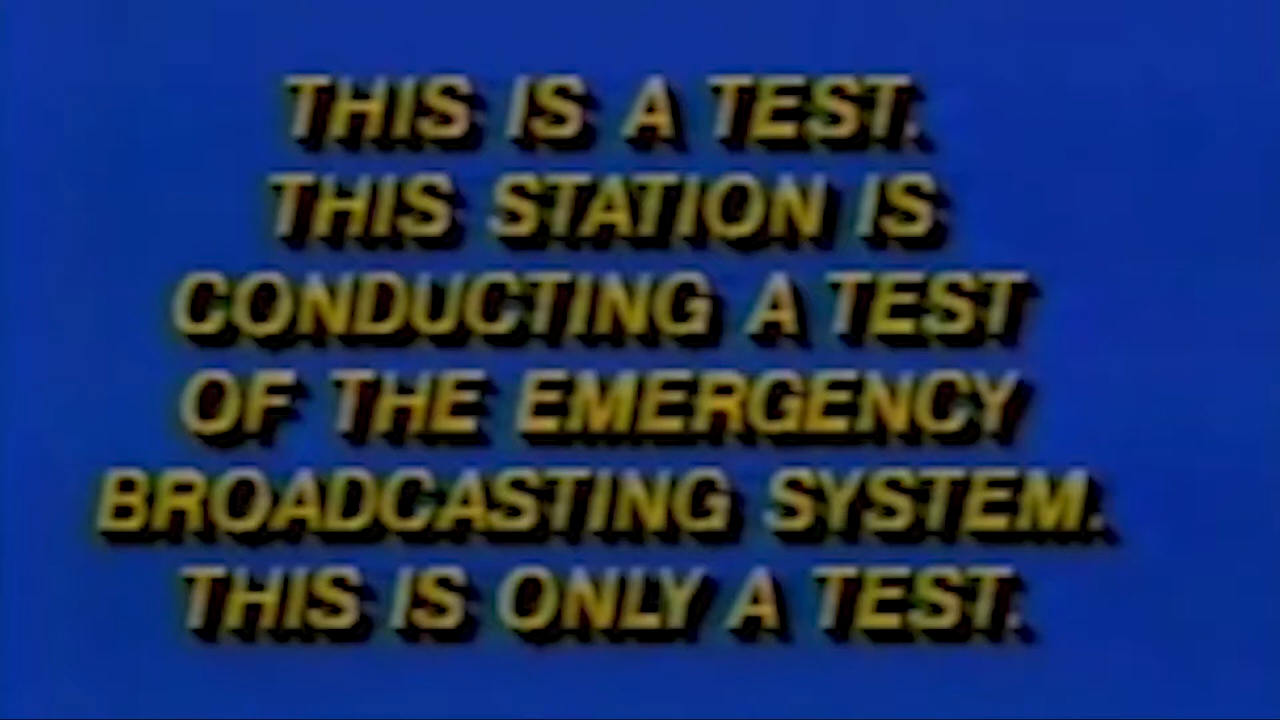 THIS IS A TEST.
THIS STATION IS
CONDUCTING A TEST
OF THE EMERGENCY
BROADCASTING SYSTEM.
THIS IS ONLY A TEST.